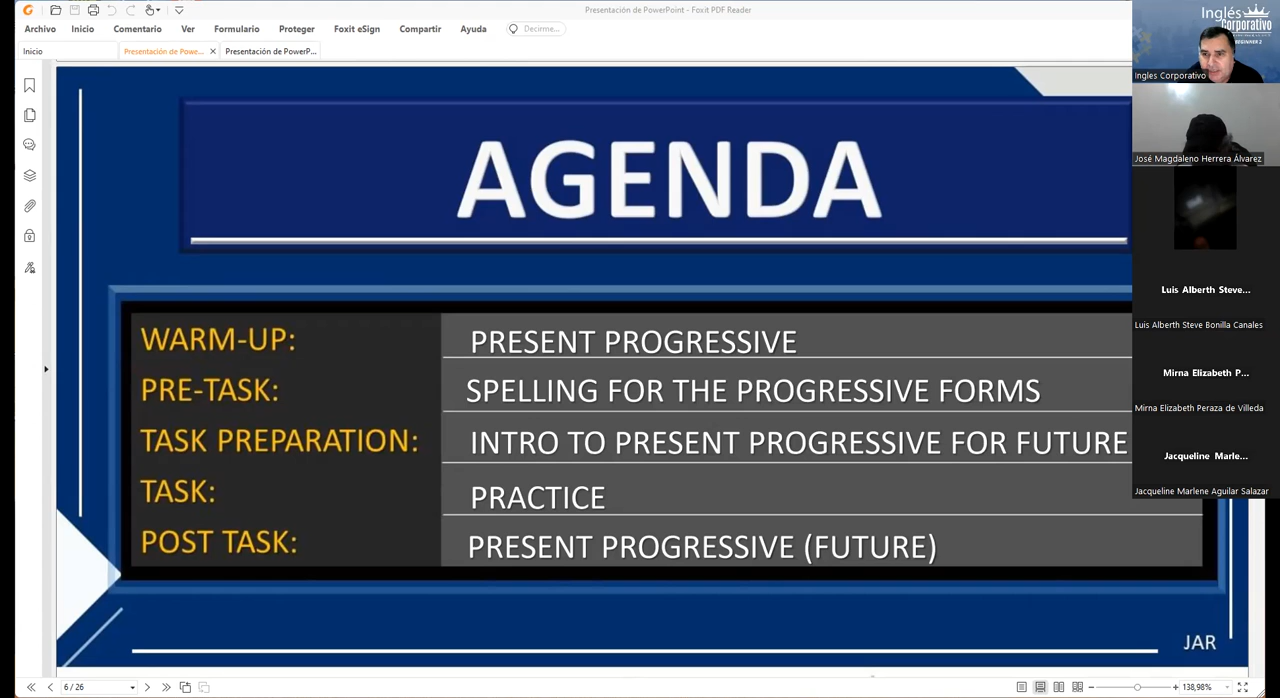 Presentación de PowerPoint - Foxit PDF Reader
Archivo Inicio Comentario Ver Formulario Proteger Foxit eSign Compartir Ayuda Decirme...
Inicio Presentación de Powe... Presentación de PowerP...
AGENDA
WARM-UP: PRESENT PROGRESSIVE
PRE-TASK: SPELLING FOR THE PROGRESSIVE FORMS
TASK PREPARATION: INTRO TO PRESENT PROGRESSIVE FOR FUTURE
TASK: PRACTICE
POST TASK: PRESENT PROGRESSIVE (FUTURE)
JAR
6 / 26
138,98%
Inglés
Corporativo
BEGINNER 2
Ingles Corporativo
José Magdaleno Herrera Álvarez
Luis Alberth Steve...
Luis Alberth Steve Bonilla Canales
Mirna Elizabeth P...
Mirna Elizabeth Peraza de Villeda
Jacqueline Marle...
Jacqueline Marlene Aguilar Salazar